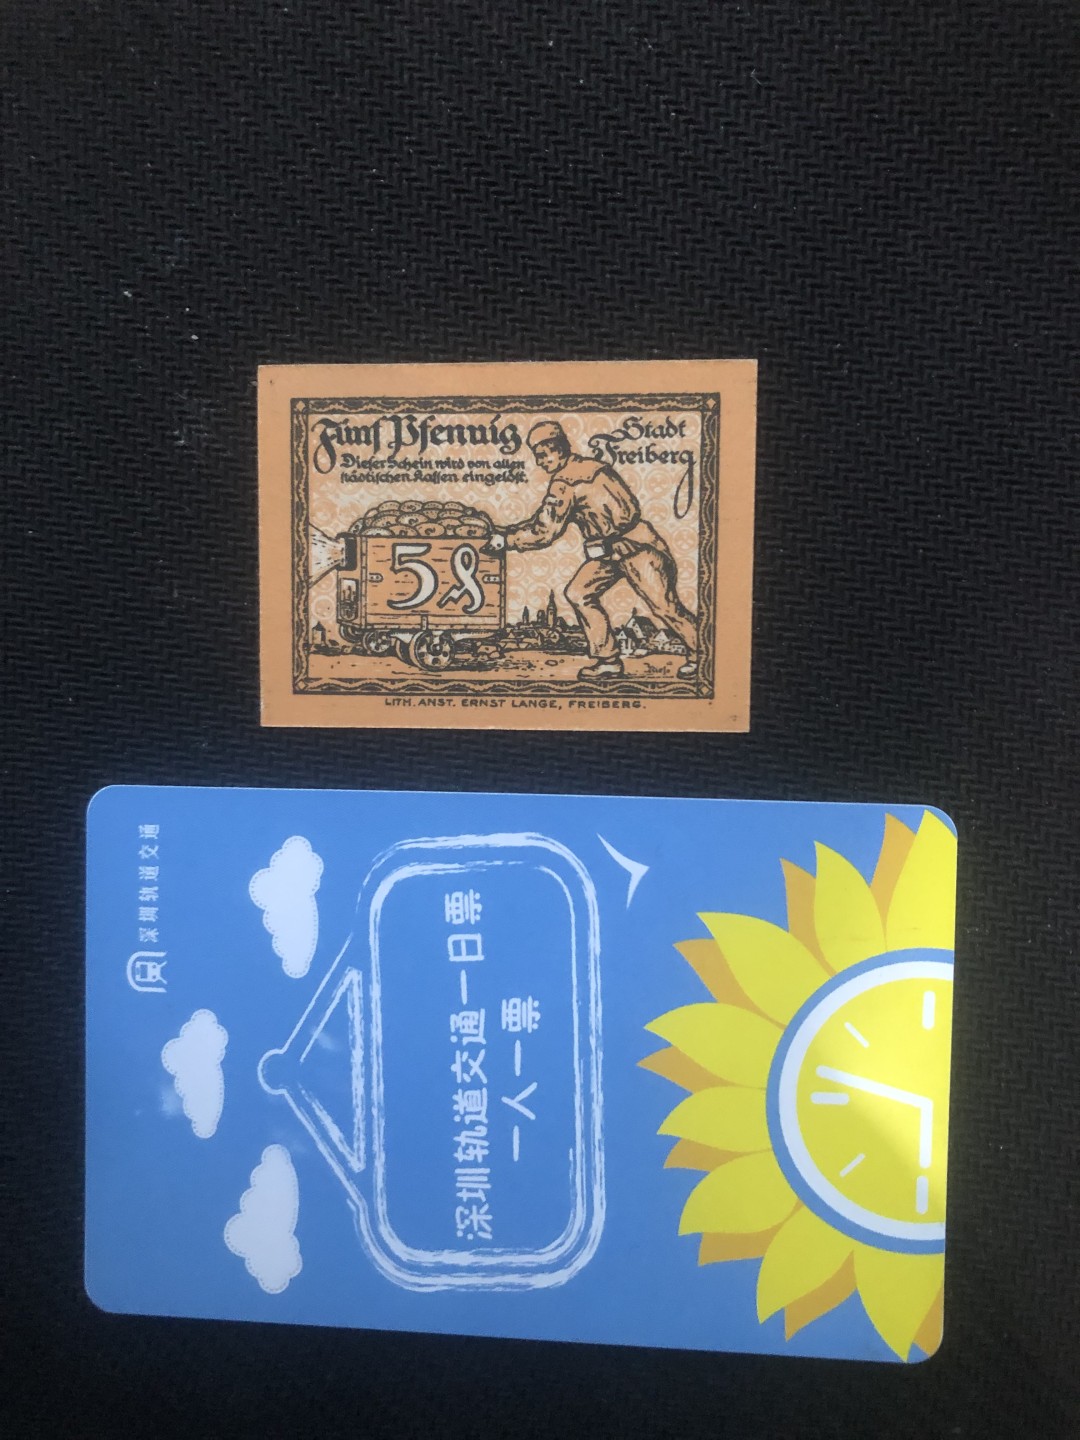 Fünf Pfennig
Dieser Schein wird von allen
städtischen Kassen eingelöst.
Stadt
Freiberg
5₰
LITH. ANST. ERNST LANGE, FREIBERG.
深圳轨道交通
深圳轨道交通一日票
一人一票